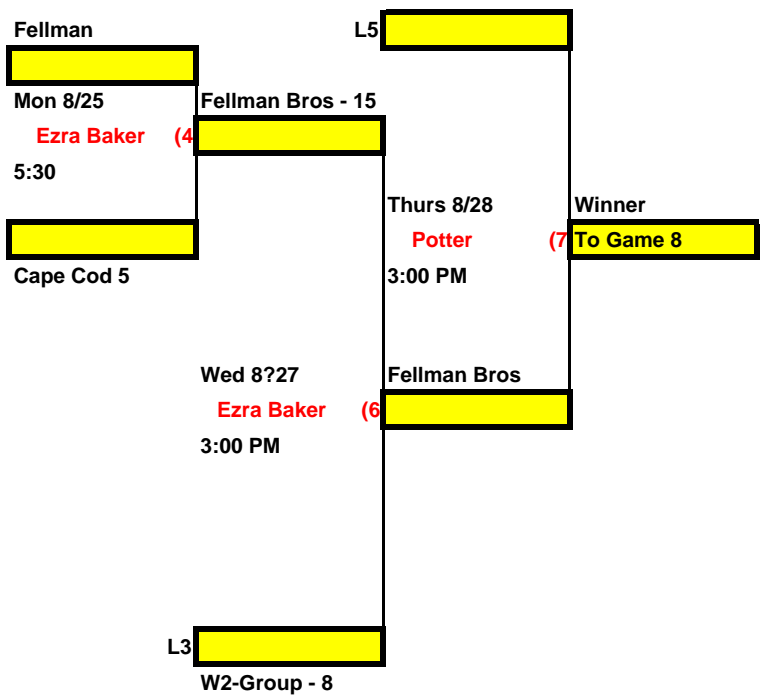 Fellman
L5
Mon 8/25
Fellman Bros - 15
Ezra Baker (4
5:30
Thurs 8/28
Winner
Potter (7
To Game 8
Cape Cod 5
3:00 PM
Wed 8?27
Fellman Bros
Ezra Baker (6
3:00 PM
L3
W2-Group - 8